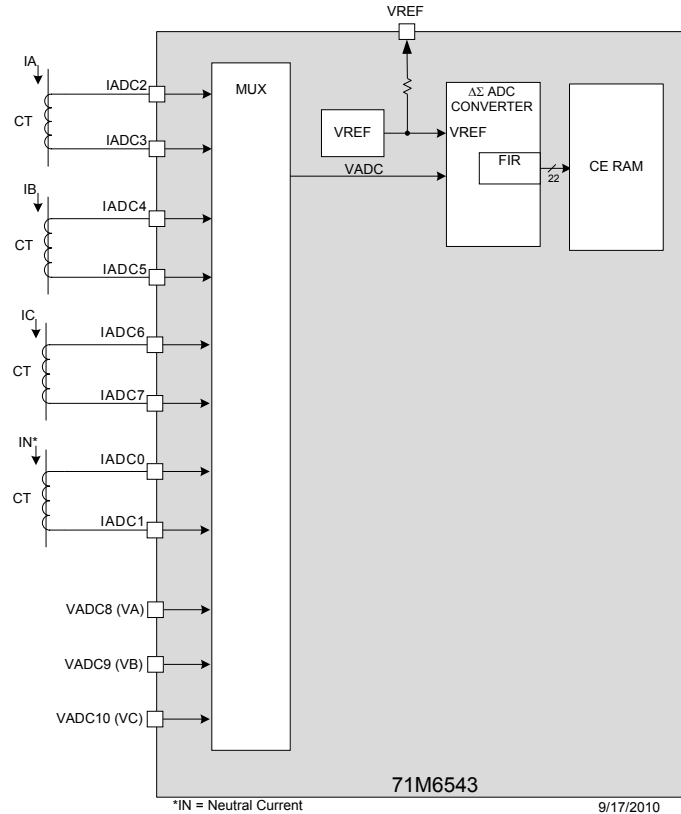 VREF
IA
IADC2
MUX
ΔΣ ADC
CONVERTER
CT
VREF
VREF
IADC3
FIR
CE RAM
VADC
22
IB
IADC4
CT
IADC5
IC
IADC6
CT
IADC7
IN*
IADC0
CT
IADC1
VADC8 (VA)
VADC9 (VB)
VADC10 (VC)
71M6543
*IN = Neutral Current
9/17/2010